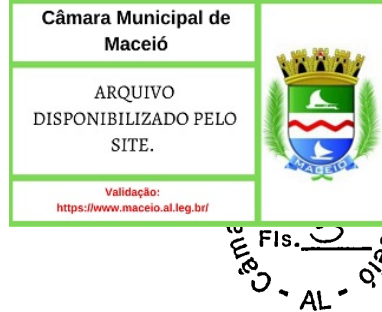 Câmara Municipal de
Maceió
ARQUIVO
DISPONIBILIZADO PELO
SITE.
Validação:
https://www.maceio.al.leg.br/
MACEIÓ
Fls.
- AL -